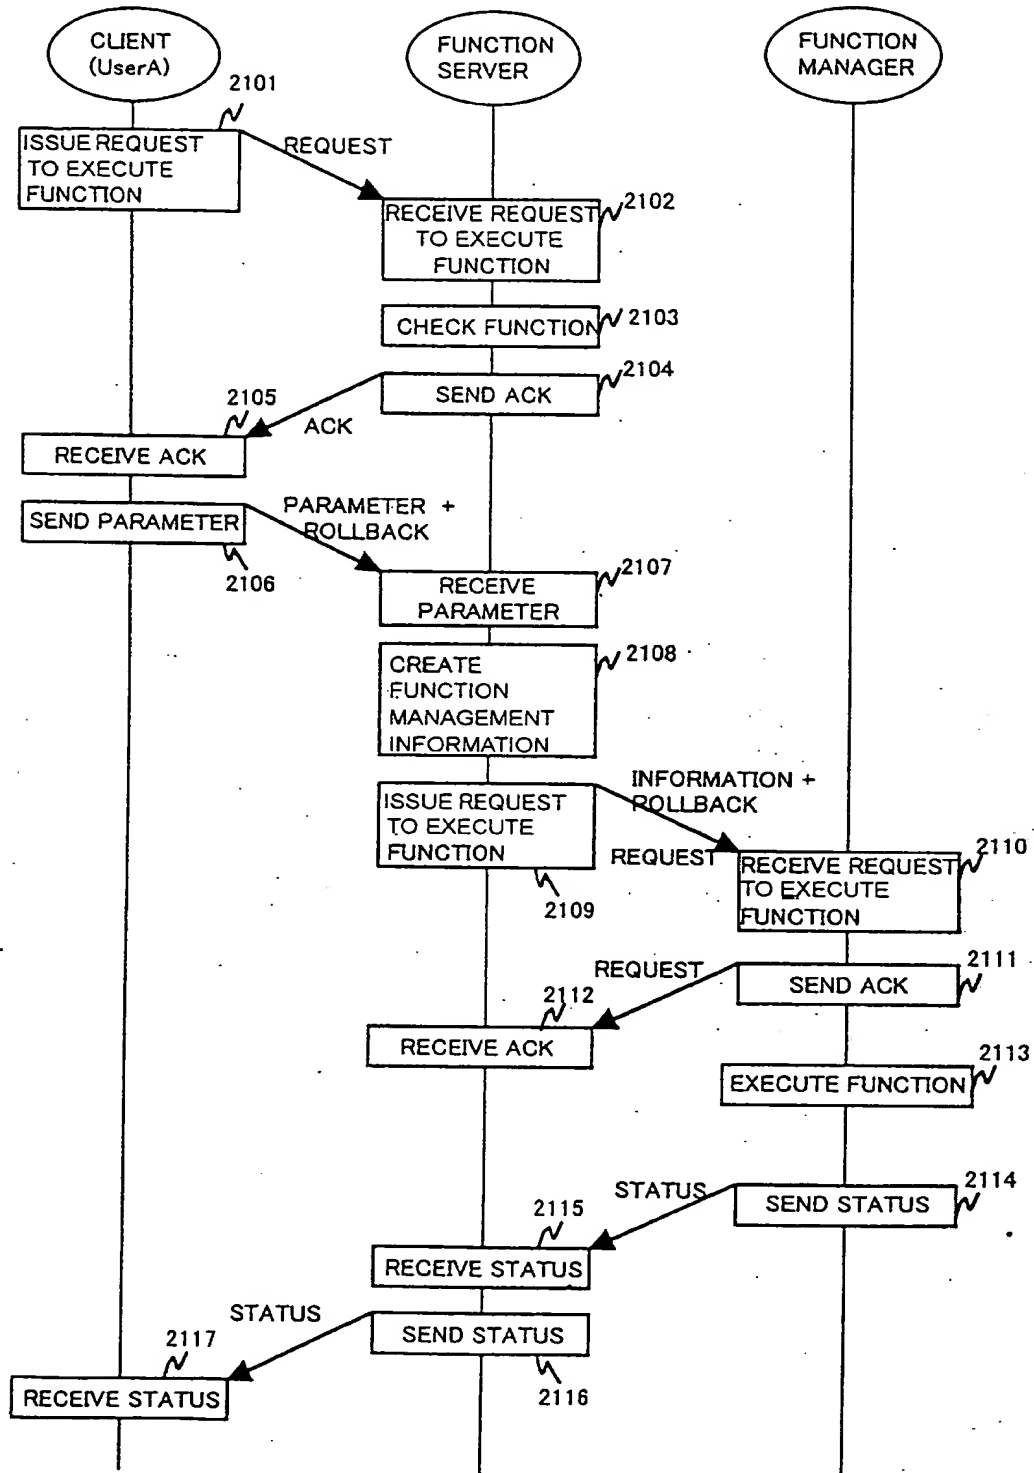 CLIENT
(UserA)
FUNCTION
SERVER
FUNCTION
MANAGER
2101
ISSUE REQUEST
TO EXECUTE
FUNCTION
REQUEST
2102
RECEIVE REQUEST
TO EXECUTE
FUNCTION
CHECK FUNCTION
2103
2104
SEND ACK
2105
ACK
RECEIVE ACK
SEND PARAMETER
PARAMETER +
ROLLBACK
2106
2107
RECEIVE
PARAMETER
2108
CREATE
FUNCTION
MANAGEMENT
INFORMATION
INFORMATION +
ROLLBACK
ISSUE REQUEST
TO EXECUTE
FUNCTION
REQUEST
2109
2110
RECEIVE REQUEST
TO EXECUTE
FUNCTION
2111
REQUEST
SEND ACK
2112
RECEIVE ACK
2113
EXECUTE FUNCTION
2114
STATUS
SEND STATUS
2115
RECEIVE STATUS
STATUS
SEND STATUS
2116
2117
RECEIVE STATUS